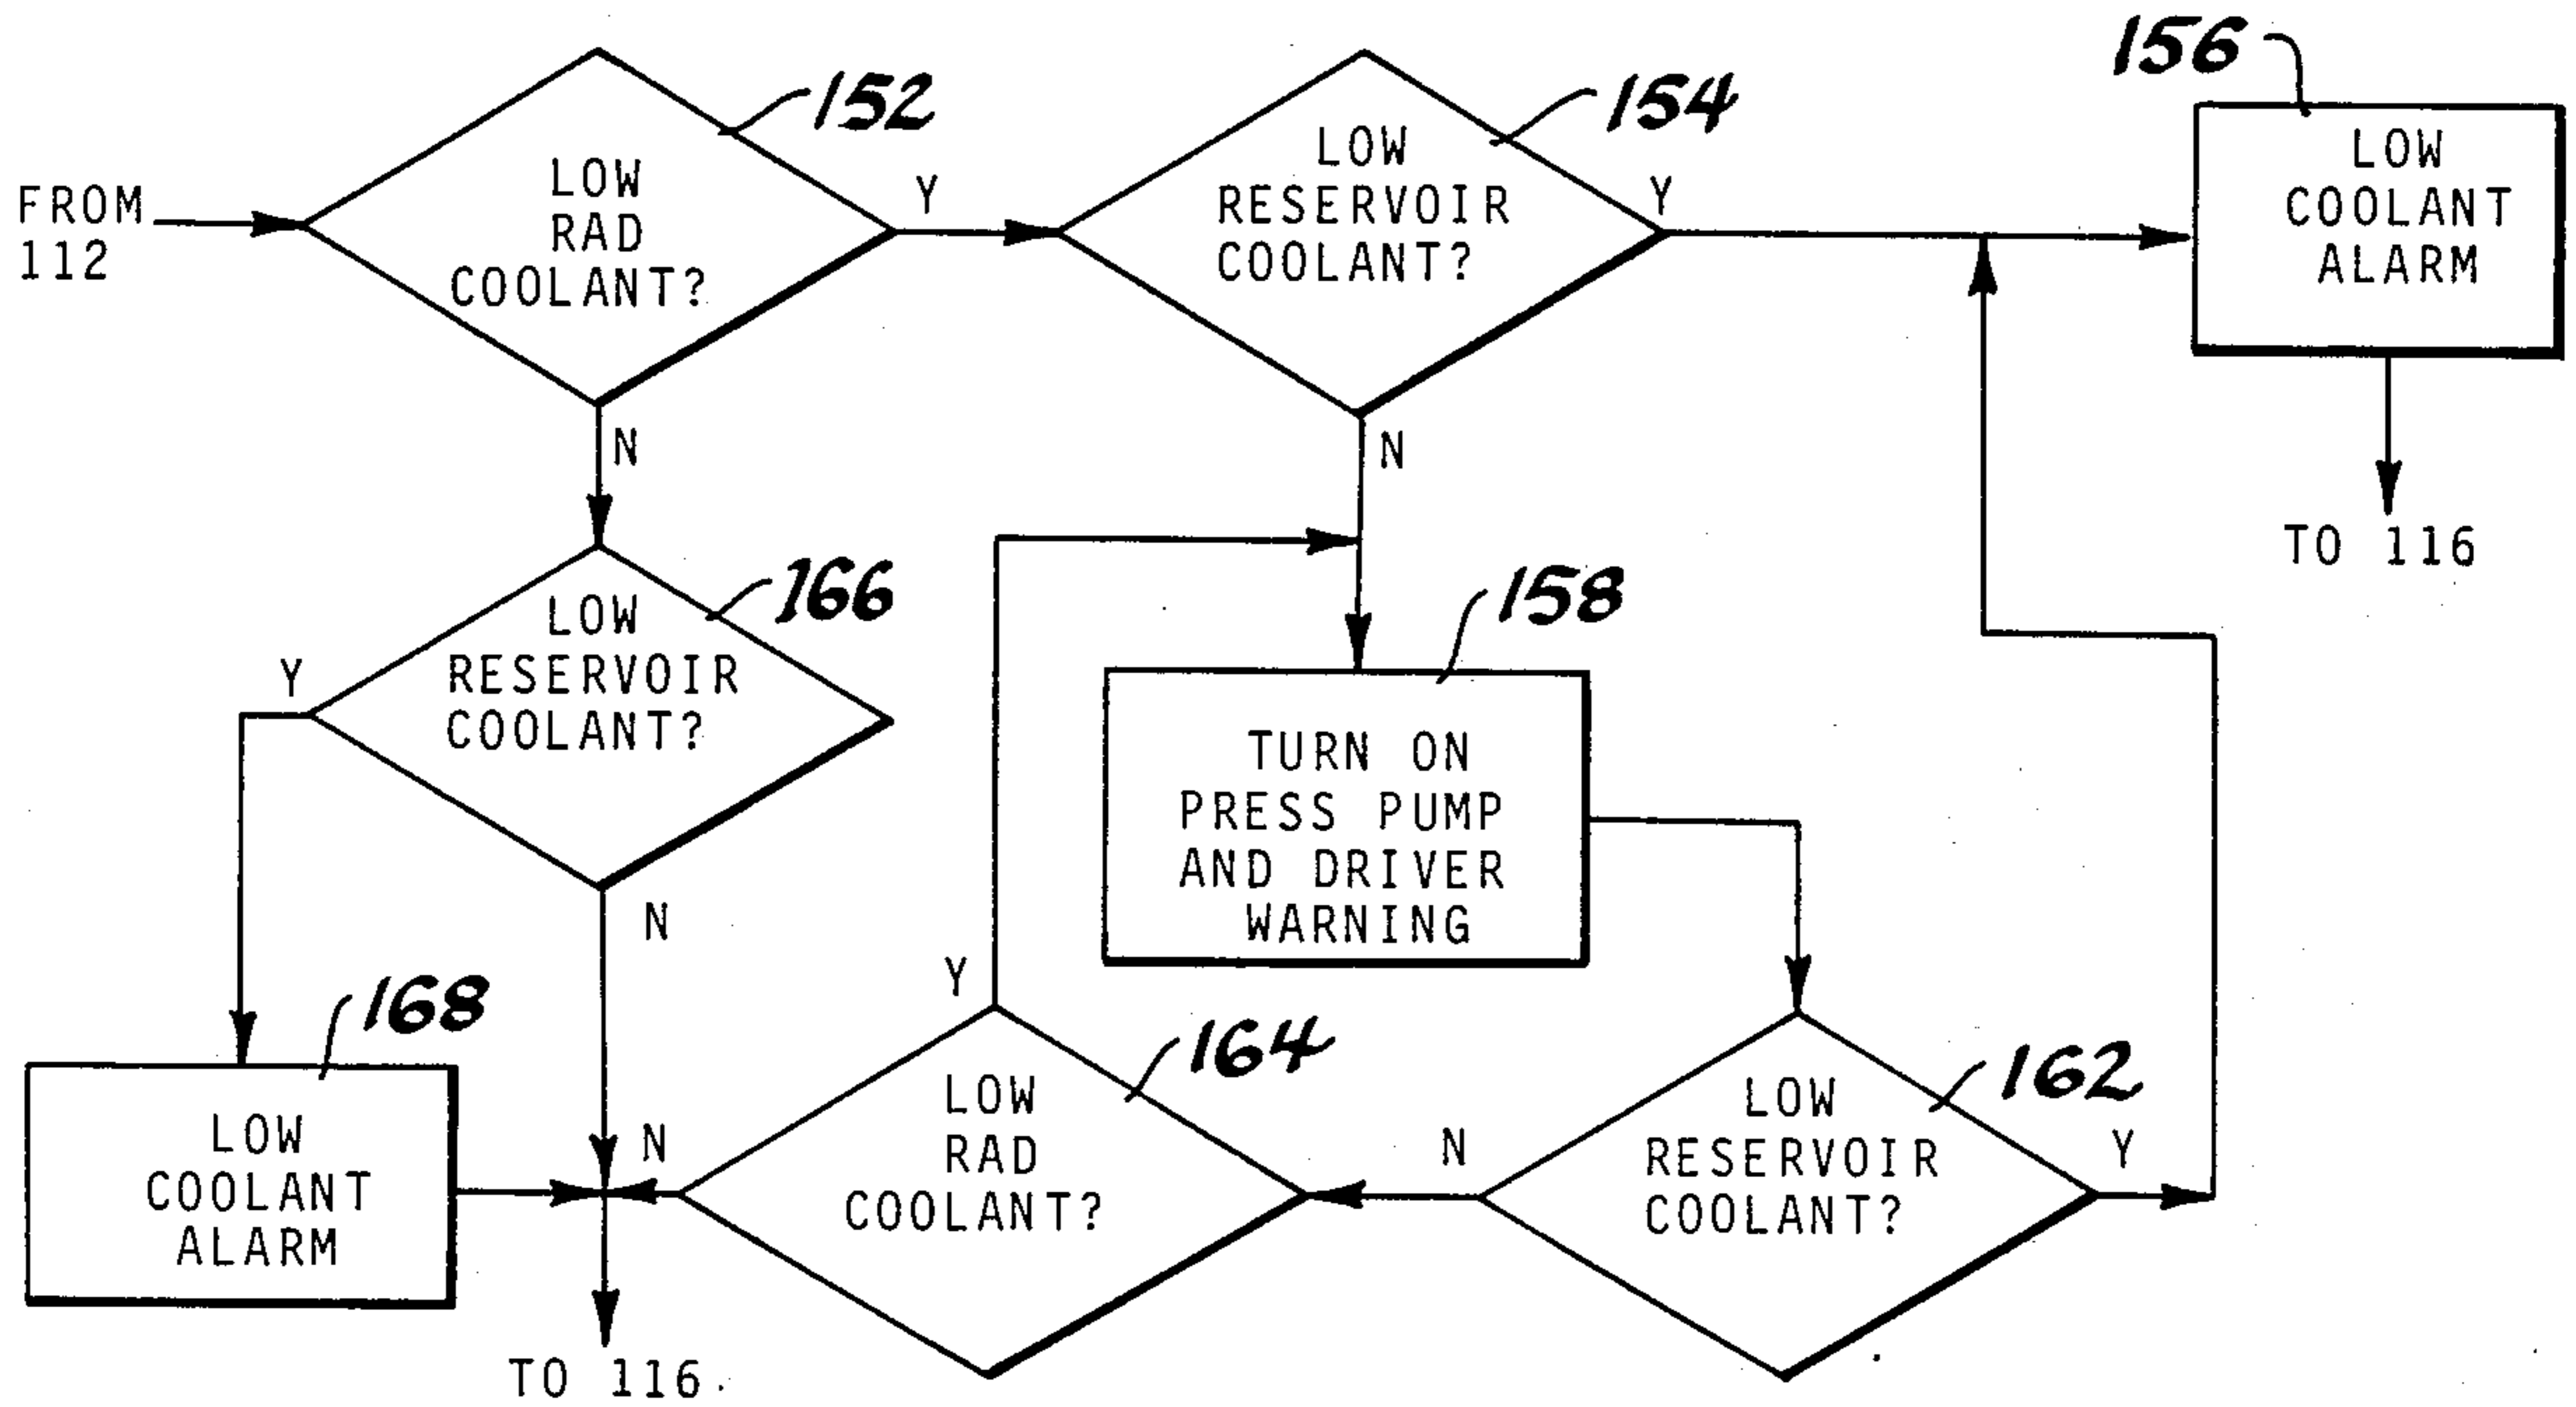 FROM
112
152
LOW
RAD
COOLANT?
Y
N
154
LOW
RESERVOIR
COOLANT?
Y
N
156
LOW
COOLANT
ALARM
TO 116
166
LOW
RESERVOIR
COOLANT?
Y
N
158
TURN ON
PRESS PUMP
AND DRIVER
WARNING
168
LOW
COOLANT
ALARM
164
LOW
RAD
COOLANT?
Y
N
162
LOW
RESERVOIR
COOLANT?
N
Y
TO 116